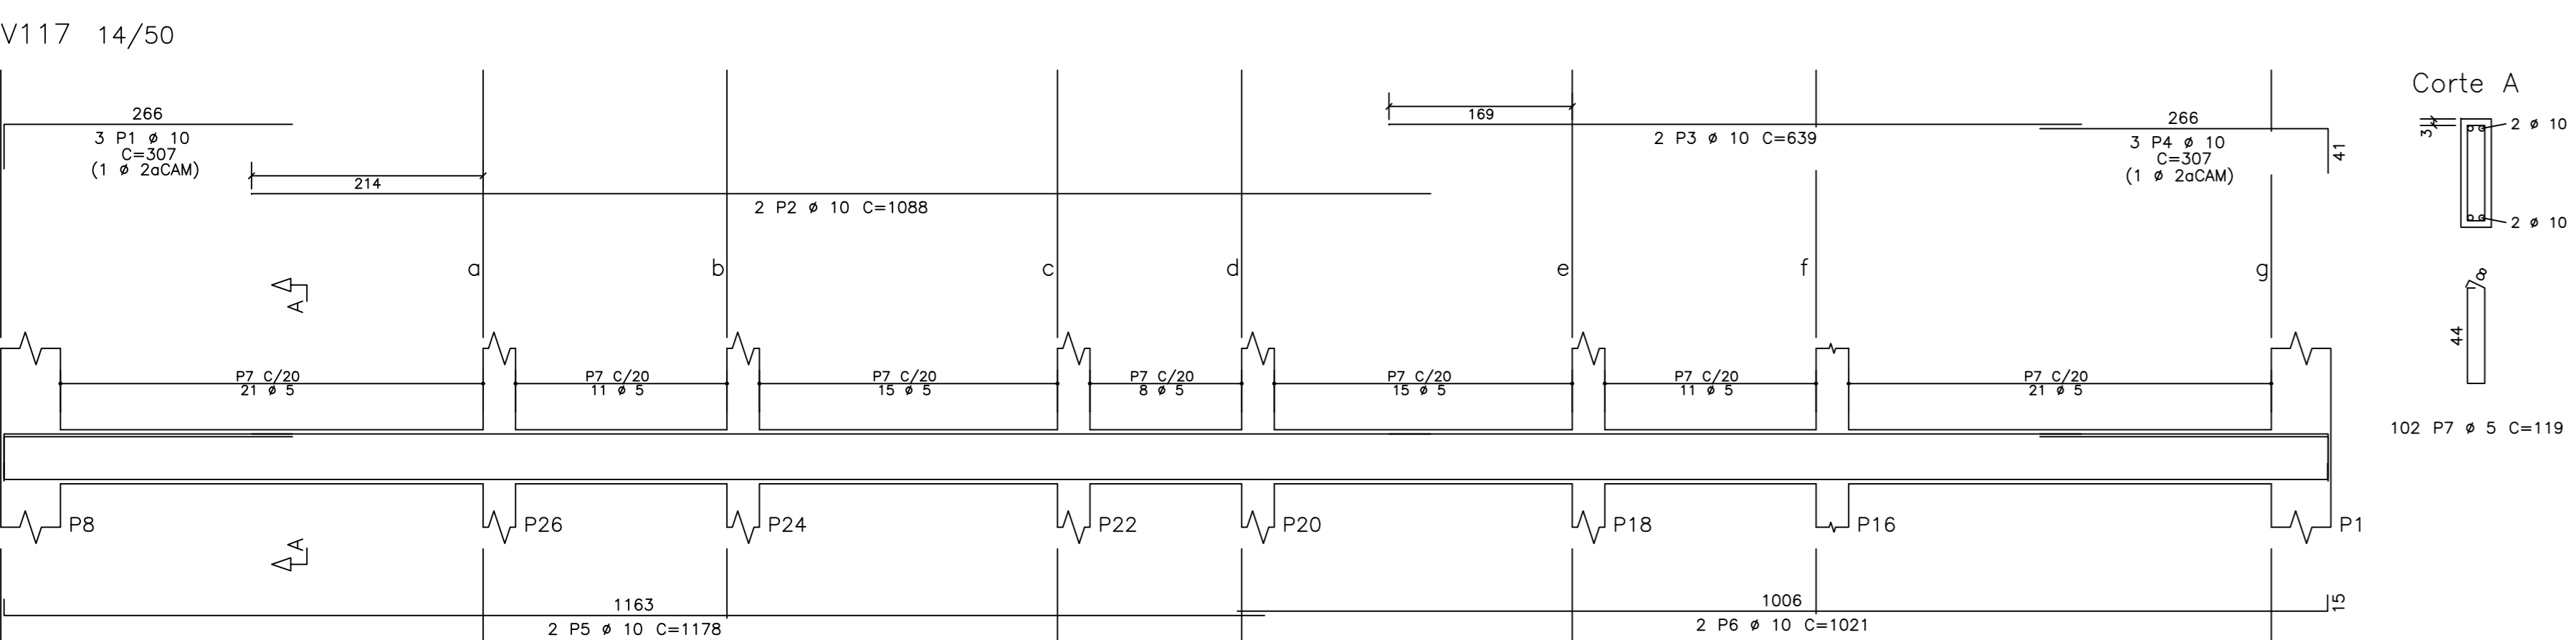 V117 14/50
Corte A
266
3 P1 ø 10
C=307
(1 ø 2aCAM)
214
2 P2 ø 10 C=1088
169
2 P3 ø 10 C=639
266
3 P4 ø 10
C=307
(1 ø 2aCAM)
41
3
2 ø 10
2 ø 10
a
b
c
d
e
f
g
A
8
44
102 P7 ø 5 C=119
P7 C/20
21 ø 5
P7 C/20
11 ø 5
P7 C/20
15 ø 5
P7 C/20
8 ø 5
P7 C/20
15 ø 5
P7 C/20
11 ø 5
P7 C/20
21 ø 5
P8
P26
P24
P22
P20
P18
P16
P1
A
1163
2 P5 ø 10 C=1178
1006
2 P6 ø 10 C=1021
15